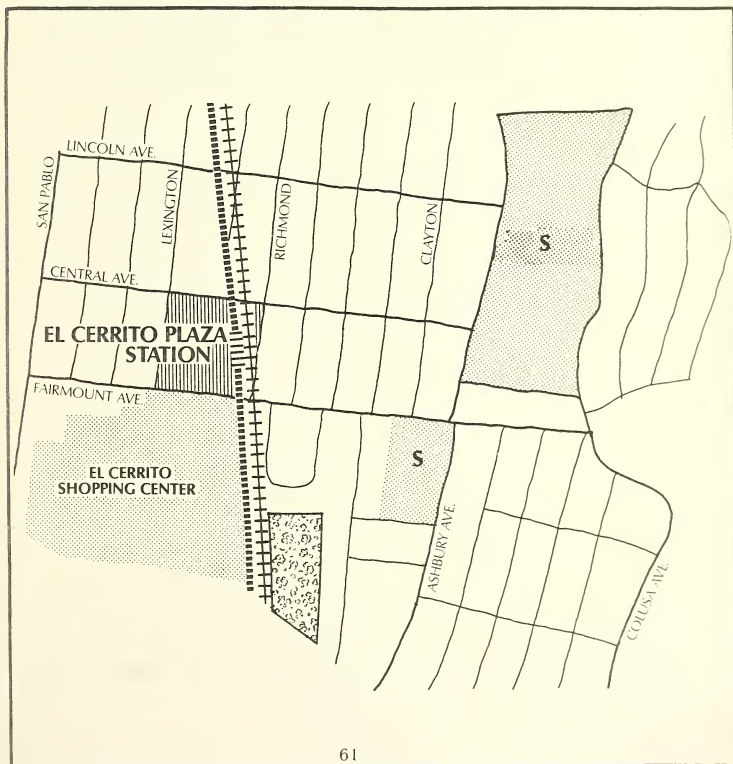 LINCOLN AVE.
SAN PABLO
LEXINGTON
RICHMOND
CLAYTON
S
CENTRAL AVE.
EL CERRITO PLAZA
STATION
FAIRMOUNT AVE.
S
EL CERRITO
SHOPPING CENTER
ASHBURY AVE.
COLUSA AVE.
61